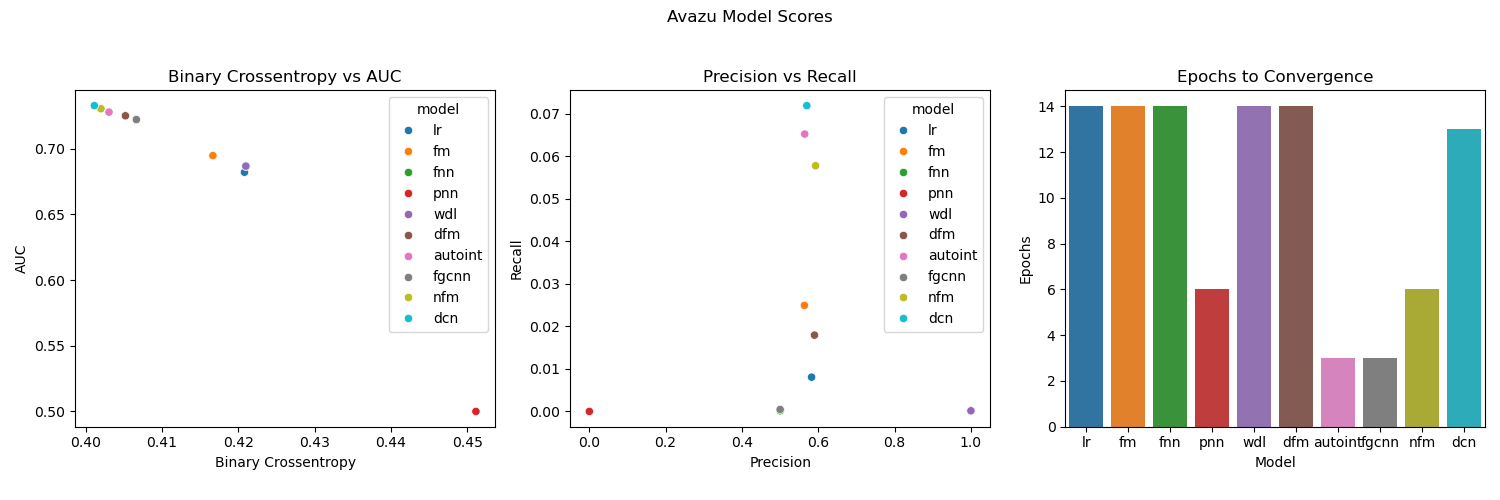 Avazu Model Scores
Binary Crossentropy vs AUC
AUC
0.70
0.65
0.60
0.55
0.50
0.40
0.41
0.42
0.43
0.44
0.45
Binary Crossentropy
model
lr
fm
fnn
pnn
wdl
dfm
autoint
fgcnn
nfm
dcn
Precision vs Recall
Recall
0.07
0.06
0.05
0.04
0.03
0.02
0.01
0.00
0.0
0.2
0.4
0.6
0.8
1.0
Precision
model
lr
fm
fnn
pnn
wdl
dfm
autoint
fgcnn
nfm
dcn
Epochs to Convergence
Epochs
14
12
10
8
6
4
2
0
lr
fm
fnn
pnn
wdl
dfm
autoint
fgcnn
nfm
dcn
Model